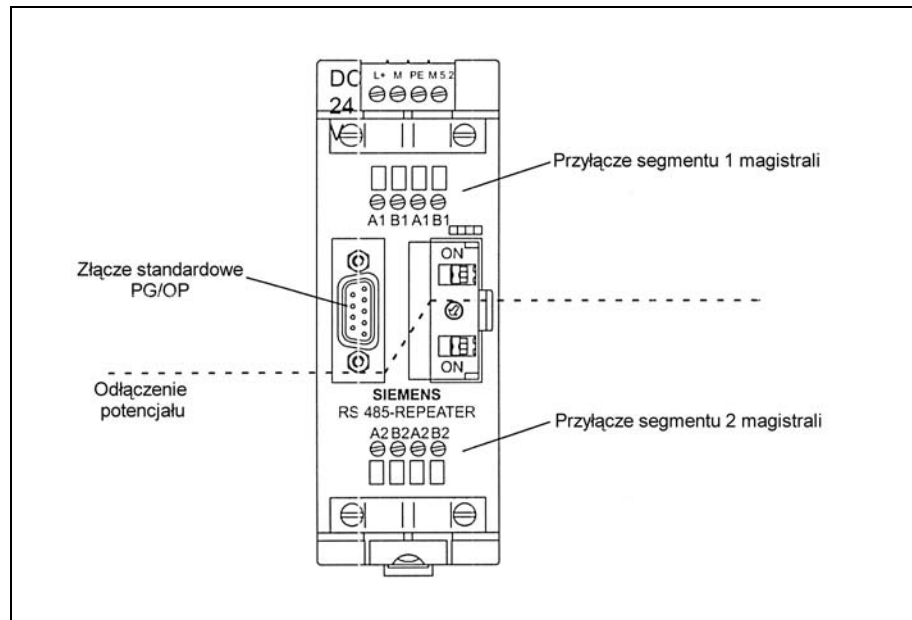 DC
24
V
L+ M PE M 5.2
Przyłącze segmentu 1 magistrali
A1 B1 A1 B1
ON
Złącze standardowe
PG/OP
ON
Odłączenie
potencjału
SIEMENS
RS 485-REPEATER
A2 B2 A2 B2
Przyłącze segmentu 2 magistrali